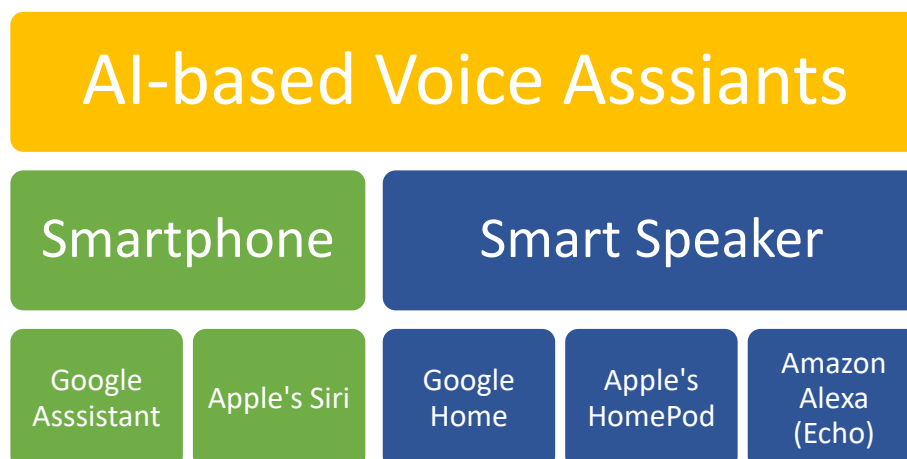 AI-based Voice Asssiants
Smartphone
Smart Speaker
Google
Asssistant
Apple's Siri
Google
Home
Apple's
HomePod
Amazon
Alexa
(Echo)